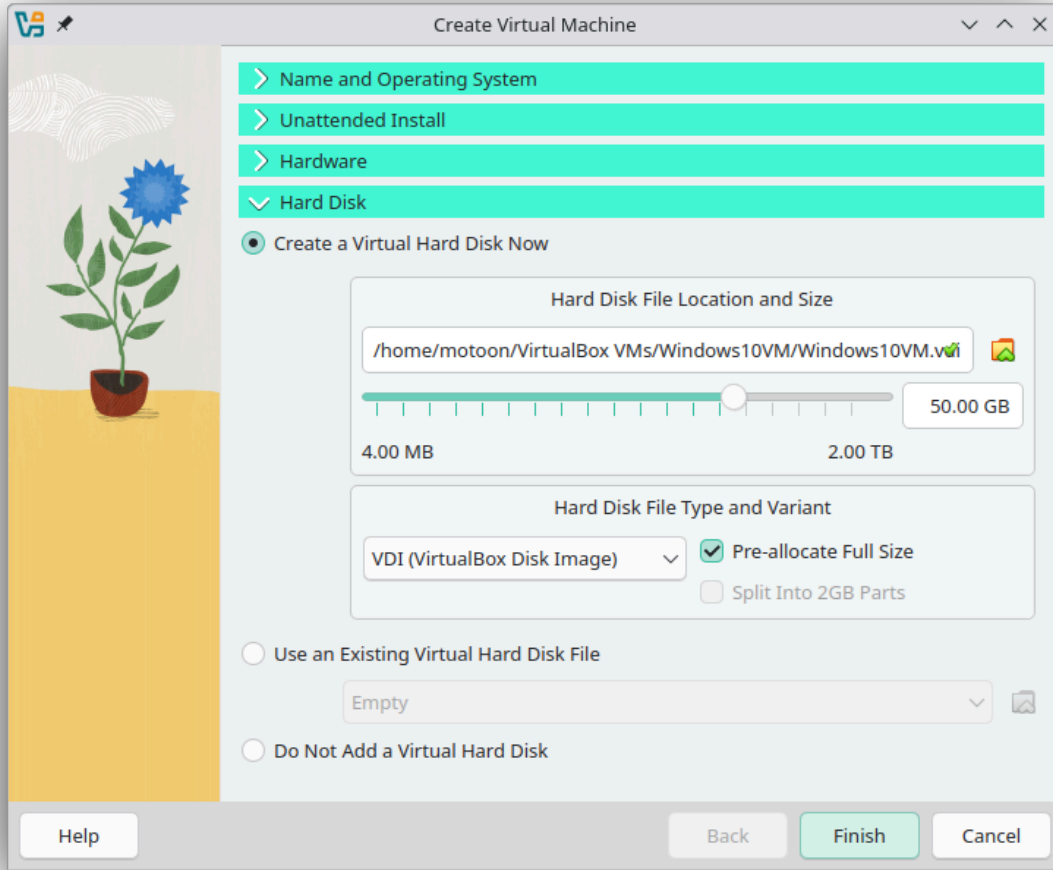 Create Virtual Machine
Name and Operating System
Unattended Install
Hardware
Hard Disk
Create a Virtual Hard Disk Now
Hard Disk File Location and Size
/home/motoon/VirtualBox VMs/Windows10VM/Windows10VM.vdi
50.00 GB
4.00 MB 2.00 TB
Hard Disk File Type and Variant
VDI (VirtualBox Disk Image) Pre-allocate Full Size
Split Into 2GB Parts
Use an Existing Virtual Hard Disk File
Empty
Do Not Add a Virtual Hard Disk
Help Back Finish Cancel